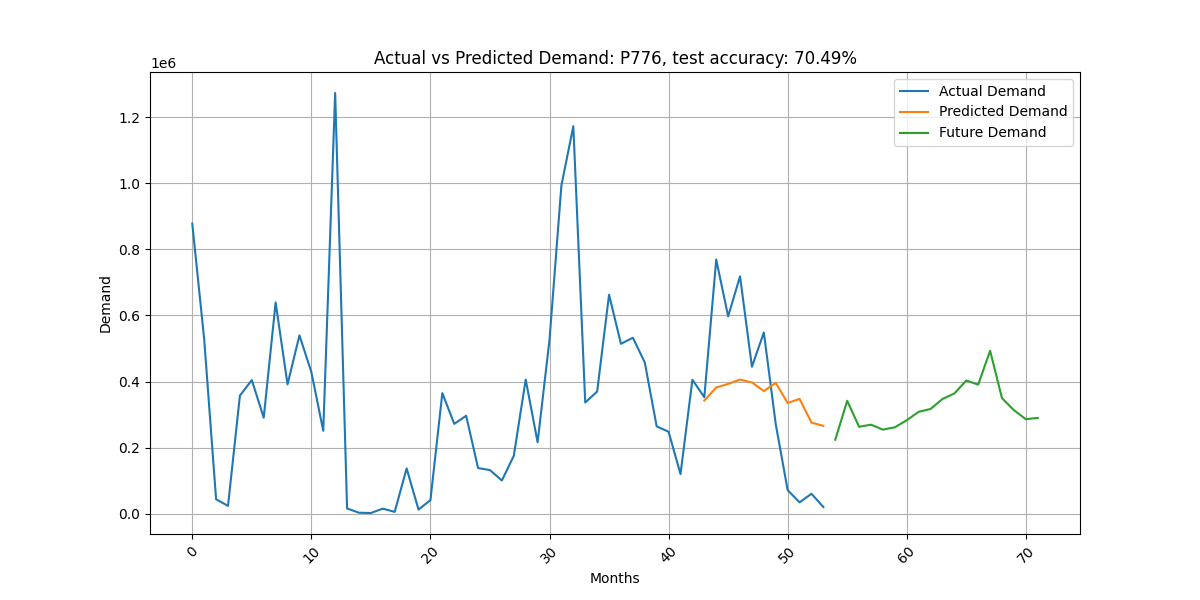 Actual vs Predicted Demand: P776, test accuracy: 70.49%
1e6
Actual Demand
Predicted Demand
Future Demand
1.2
1.0
0.8
0.6
0.4
0.2
0.0
Demand
0 10 20 30 40 50 60 70
Months